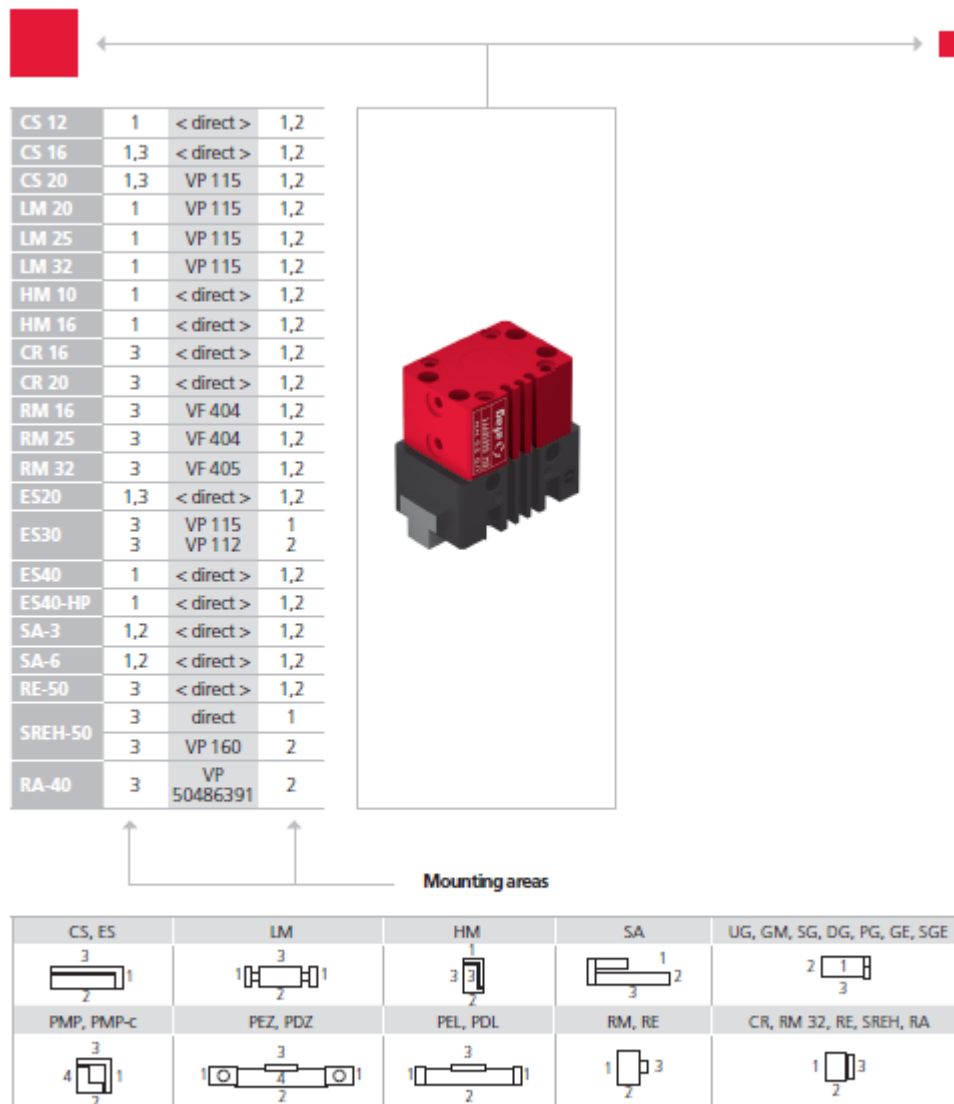 CS 12 1 < direct > 1,2
CS 16 1,3 < direct > 1,2
CS 20 1,3 VP 115 1,2
LM 20 1 VP 115 1,2
LM 25 1 VP 115 1,2
LM 32 1 VP 115 1,2
HM 10 1 < direct > 1,2
HM 16 1 < direct > 1,2
CR 16 3 < direct > 1,2
CR 20 3 < direct > 1,2
RM 16 3 VF 404 1,2
RM 25 3 VF 404 1,2
RM 32 3 VF 405 1,2
ES20 1,3 < direct > 1,2
ES30 3 VP 115 1
3 VP 112 2
ES40 1 < direct > 1,2
ES40-HP 1 < direct > 1,2
SA-3 1,2 < direct > 1,2
SA-6 1,2 < direct > 1,2
RE-50 3 < direct > 1,2
SREH-50 3 direct 1
3 VP 160 2
RA-40 3 VP 50486391 2
Mounting areas
CS, ES LM HM SA UG, GM, SG, DG, PG, GE, SGE
3 1 2
3 1 1 2
1 3 3 2
1 2 3
2 1 3
PMP, PMP-c PEZ, PDZ PEL, PDL RM, RE CR, RM 32, RE, SREH, RA
3 4 1 2
3 1 4 1 2
3 1 1 2
1 3 2
1 3 2